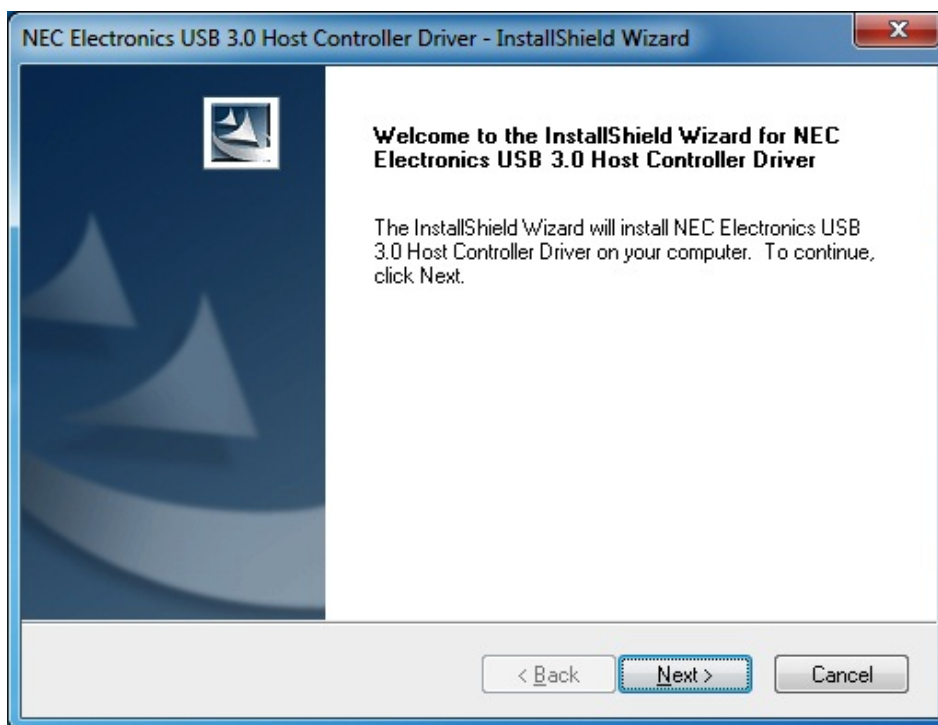 NEC Electronics USB 3.0 Host Controller Driver - InstallShield Wizard
Welcome to the InstallShield Wizard for NEC
Electronics USB 3.0 Host Controller Driver
The InstallShield Wizard will install NEC Electronics USB
3.0 Host Controller Driver on your computer.  To continue,
click Next.
< Back
Next >
Cancel